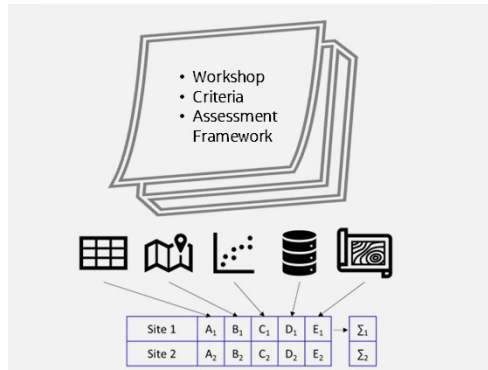 • Workshop
• Criteria
• Assessment
Framework
Site 1 A₁ B₁ C₁ D₁ E₁ ∑₁
Site 2 A₂ B₂ C₂ D₂ E₂ ∑₂